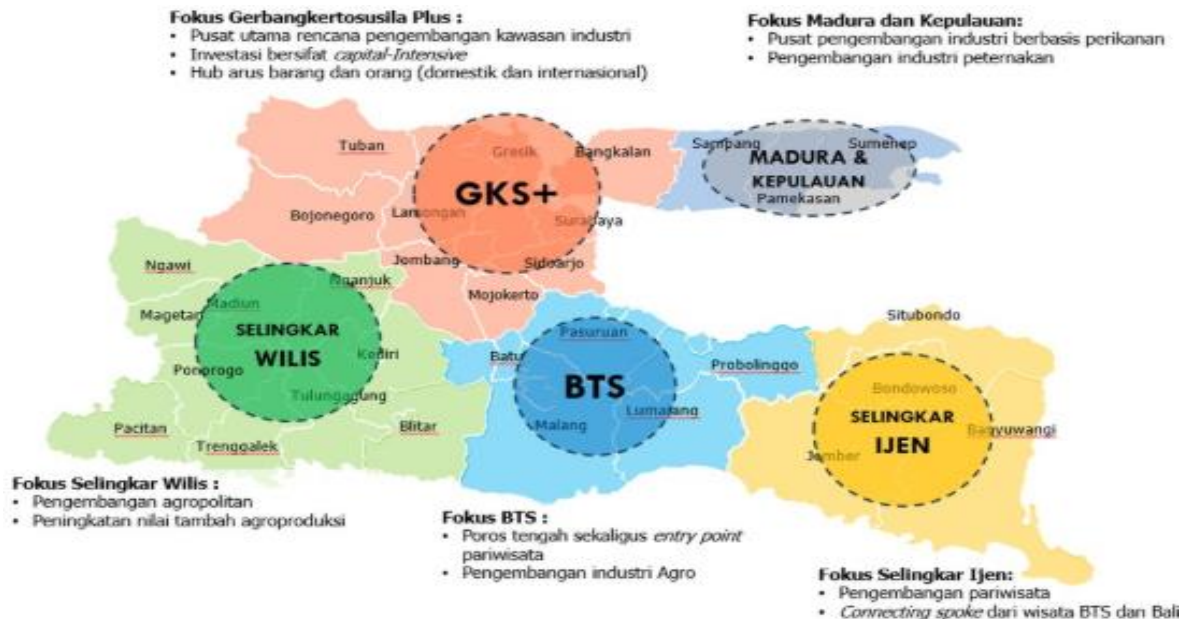 Fokus Gerbangkertosusila Plus :
• Pusat utama rencana pengembangan kawasan industri
• Investasi bersifat capital-Intensive
• Hub arus barang dan orang (domestik dan internasional)
Fokus Madura dan Kepulauan:
• Pusat pengembangan industri berbasis perikanan
• Pengembangan industri peternakan
Tuban
Gresik
Bangkalan
Sampang
Sumenep
MADURA &
KEPULAUAN
Pamekasan
GKS+
Bojonegoro
Lamongan
Surabaya
Jombang
Sidoarjo
Mojokerto
Ngawi
Nganjuk
Madiun
Magetan
SELINGKAR
WILIS
Kediri
Ponorogo
Tulungagung
Pacitan
Trenggalek
Blitar
Pasuruan
Batu
Probolinggo
BTS
Lumajang
Malang
Situbondo
Bondowoso
SELINGKAR
IJEN
Banyuwangi
Jember
Fokus Selingkar Wilis :
• Pengembangan agropolitan
• Peningkatan nilai tambah agroproduksi
Fokus BTS :
• Poros tengah sekaligus entry point
pariwisata
• Pengembangan industri Agro
Fokus Selingkar Ijen:
• Pengembangan pariwisata
• Connecting spoke dari wisata BTS dan Bali